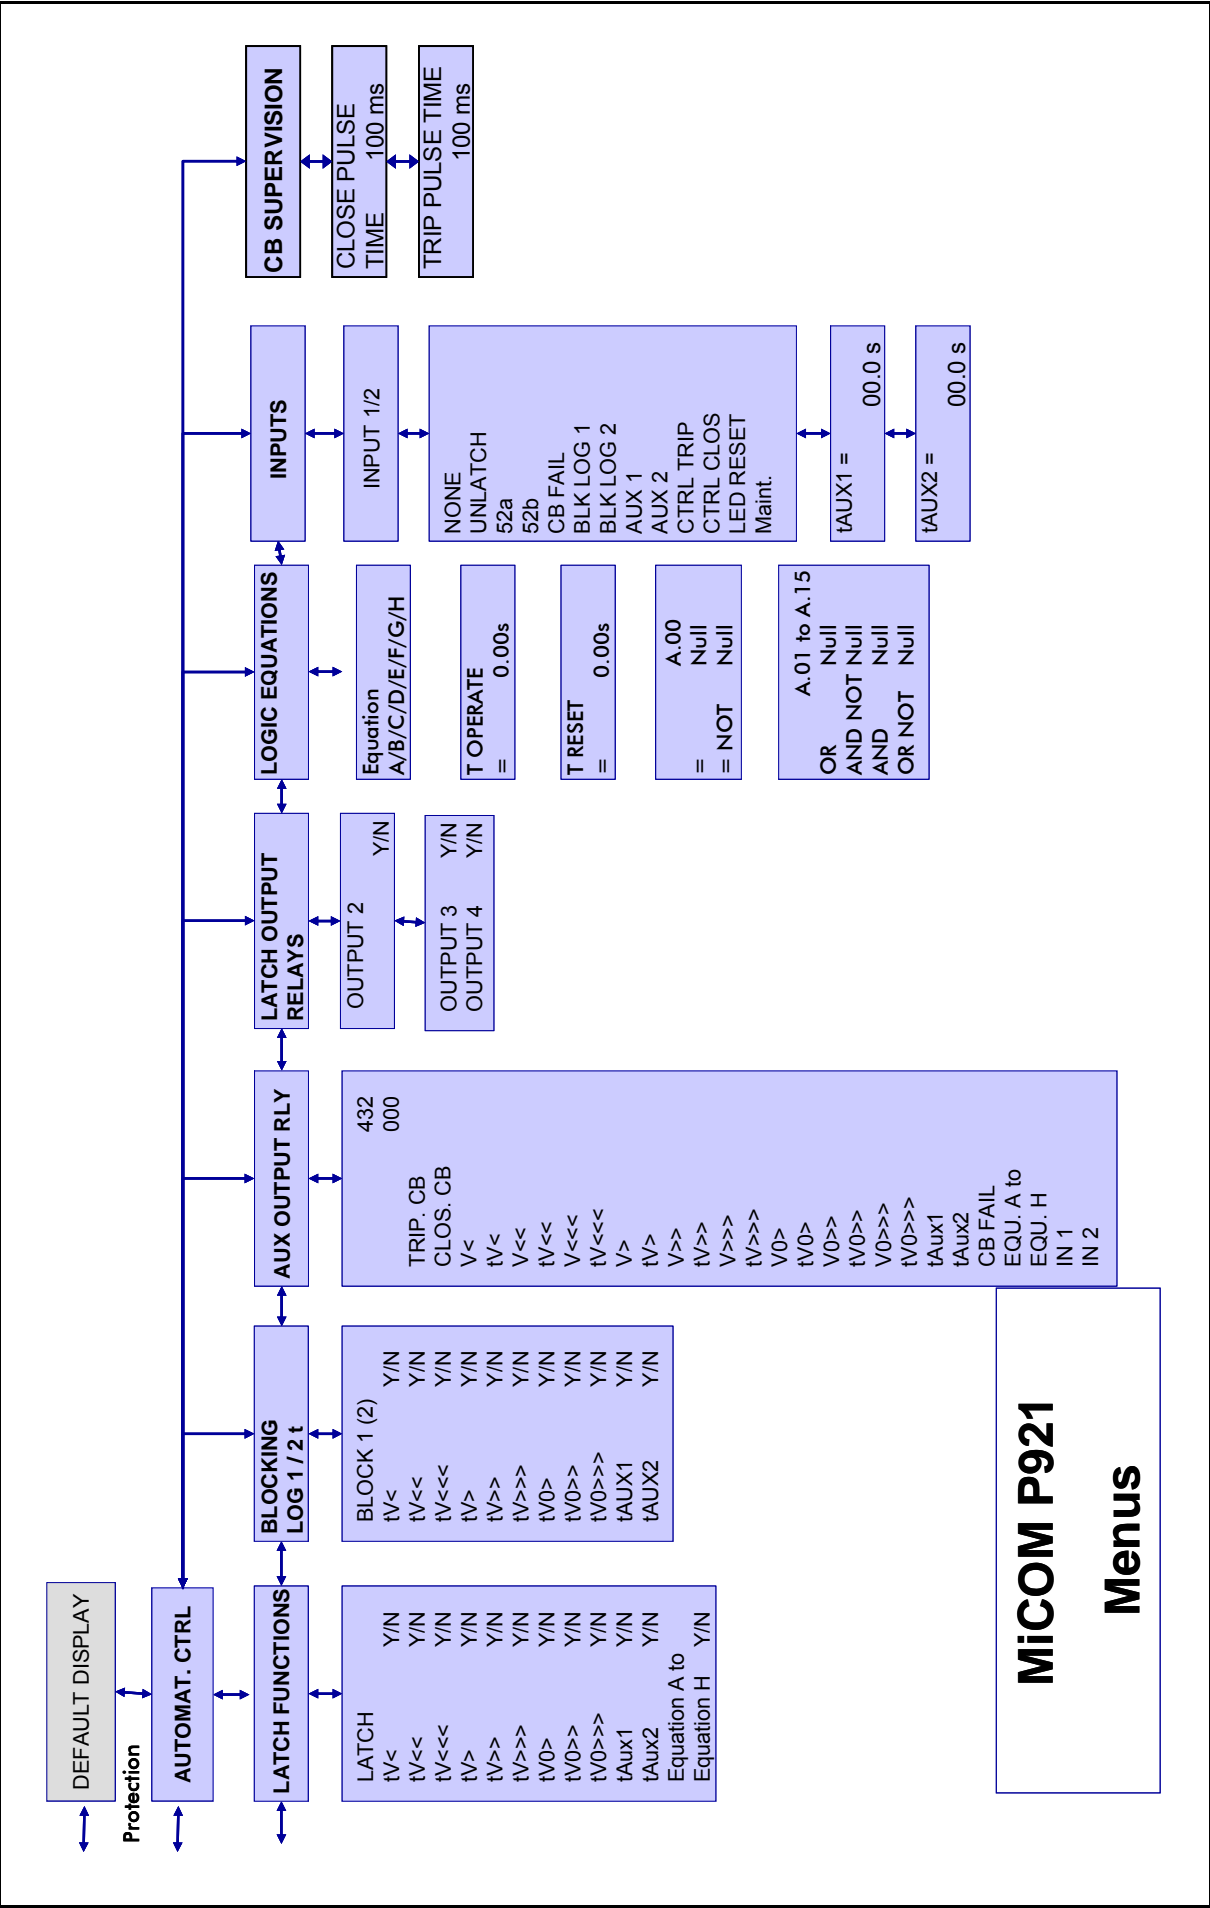 DEFAULT DISPLAY
Protection
AUTOMAT. CTRL
LATCH FUNCTIONS
LATCH
tV< Y/N
tV<< Y/N
tV<<< Y/N
tV> Y/N
tV>> Y/N
tV>>> Y/N
tV0> Y/N
tV0>> Y/N
tV0>>> Y/N
tAux1 Y/N
tAux2 Y/N
Equation A to
Equation H Y/N
BLOCKING
LOG 1 / 2 t
BLOCK 1 (2)
tV< Y/N
tV<< Y/N
tV<<< Y/N
tV> Y/N
tV>> Y/N
tV>>> Y/N
tV0> Y/N
tV0>> Y/N
tV0>>> Y/N
tAUX1 Y/N
tAUX2 Y/N
AUX OUTPUT RLY
432
000
TRIP. CB
CLOS. CB
V<
tV<
V<<
tV<<
V<<<
tV<<<
V>
tV>
V>>
tV>>
V>>>
tV>>>
V0>
tV0>
V0>>
tV0>>
V0>>>
tV0>>>
tAux1
tAux2
CB FAIL
EQU. A to
EQU. H
IN 1
IN 2
LATCH OUTPUT
RELAYS
OUTPUT 2
Y/N
OUTPUT 3 Y/N
OUTPUT 4 Y/N
LOGIC EQUATIONS
Equation
A/B/C/D/E/F/G/H
T OPERATE
= 0.00s
T RESET
= 0.00s
A.00
= Null
= NOT Null
A.01 to A.15
OR Null
AND NOT Null
AND Null
OR NOT Null
INPUTS
INPUT 1/2
NONE
UNLATCH
52a
52b
CB FAIL
BLK LOG 1
BLK LOG 2
AUX 1
AUX 2
CTRL TRIP
CTRL CLOS
LED RESET
Maint.
tAUX1 =
00.0 s
tAUX2 =
00.0 s
CB SUPERVISION
CLOSE PULSE
TIME 100 ms
TRIP PULSE TIME
100 ms
MiCOM P921
Menus